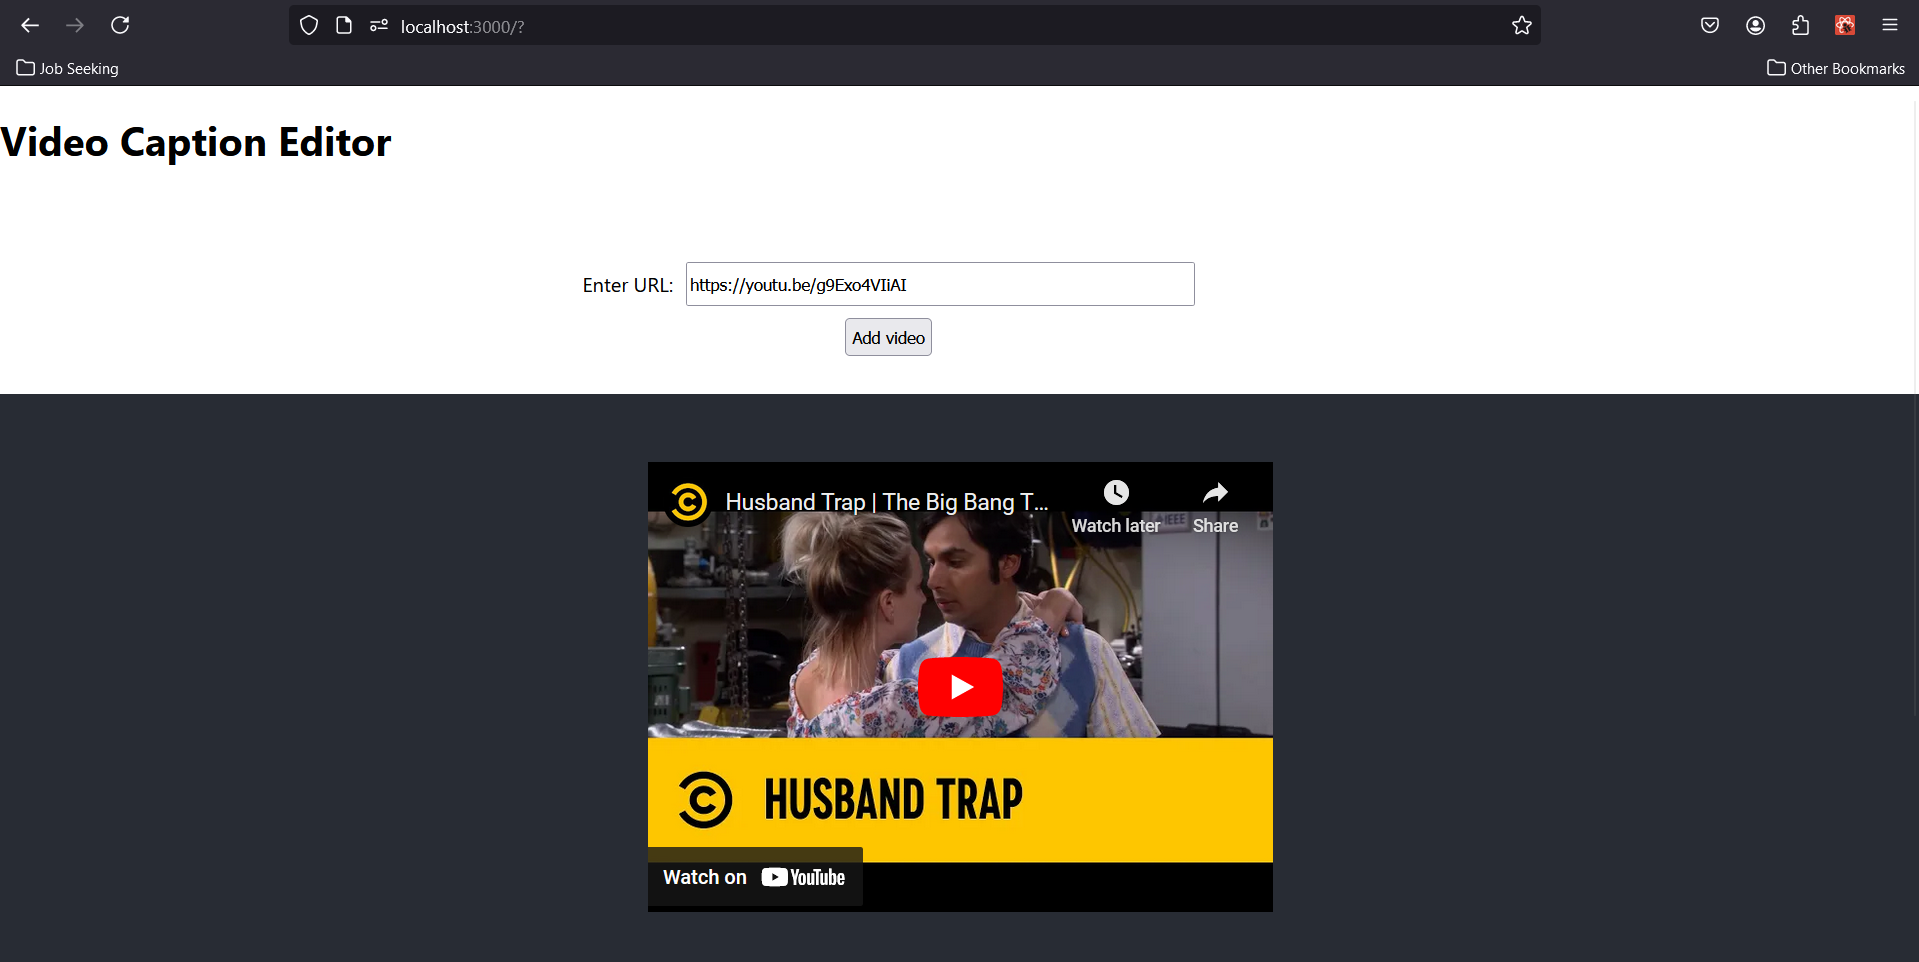 localhost:3000/?
Job Seeking
Other Bookmarks
Video Caption Editor
Enter URL:
https://youtu.be/g9Exo4VIiAI
Add video
Husband Trap | The Big Bang T...
Watch later
Share
IEEE
HUSBAND TRAP
Watch on YouTube